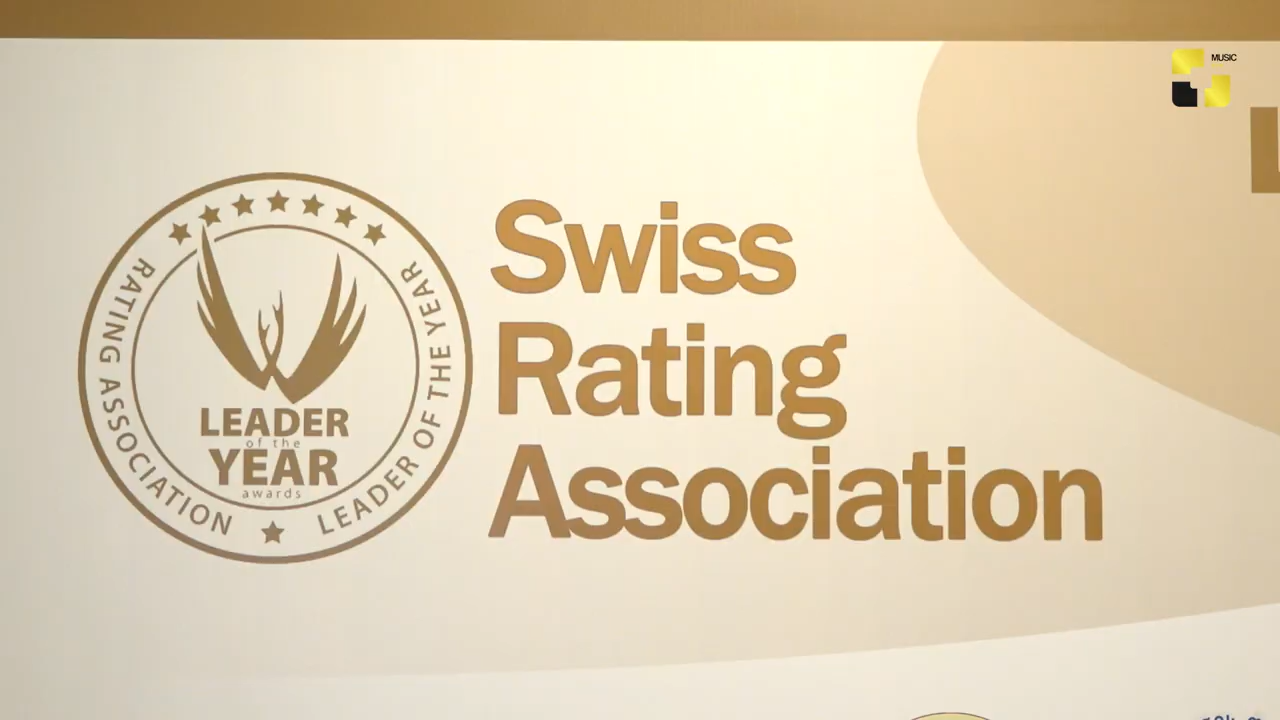 MUSIC
Swiss
Rating
Association
RATING ASSOCIATION
LEADER OF THE YEAR
LEADER
of the
YEAR
awards